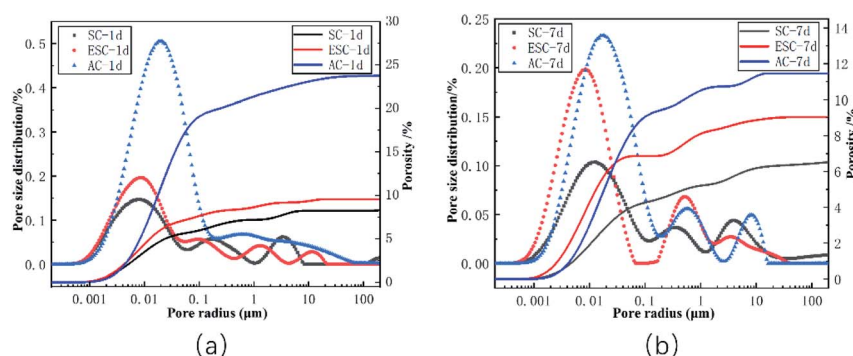 SC-1d
ESC-1d
AC-1d
SC-1d
ESC-1d
AC-1d
Pore size distribution/%
0.5
0.4
0.3
0.2
0.1
0.0
30
25
20
15
10
5
0
Porosity /%
0.001 0.01 0.1 1 10 100
Pore radius (μm)
(a)
SC-7d
ESC-7d
AC-7d
SC-7d
ESC-7d
AC-7d
Pore size distribution/%
0.25
0.20
0.15
0.10
0.05
0.00
14
12
10
8
6
4
2
0
Porosity /%
0.001 0.01 0.1 1 10 100
Pore radius (μm)
(b)